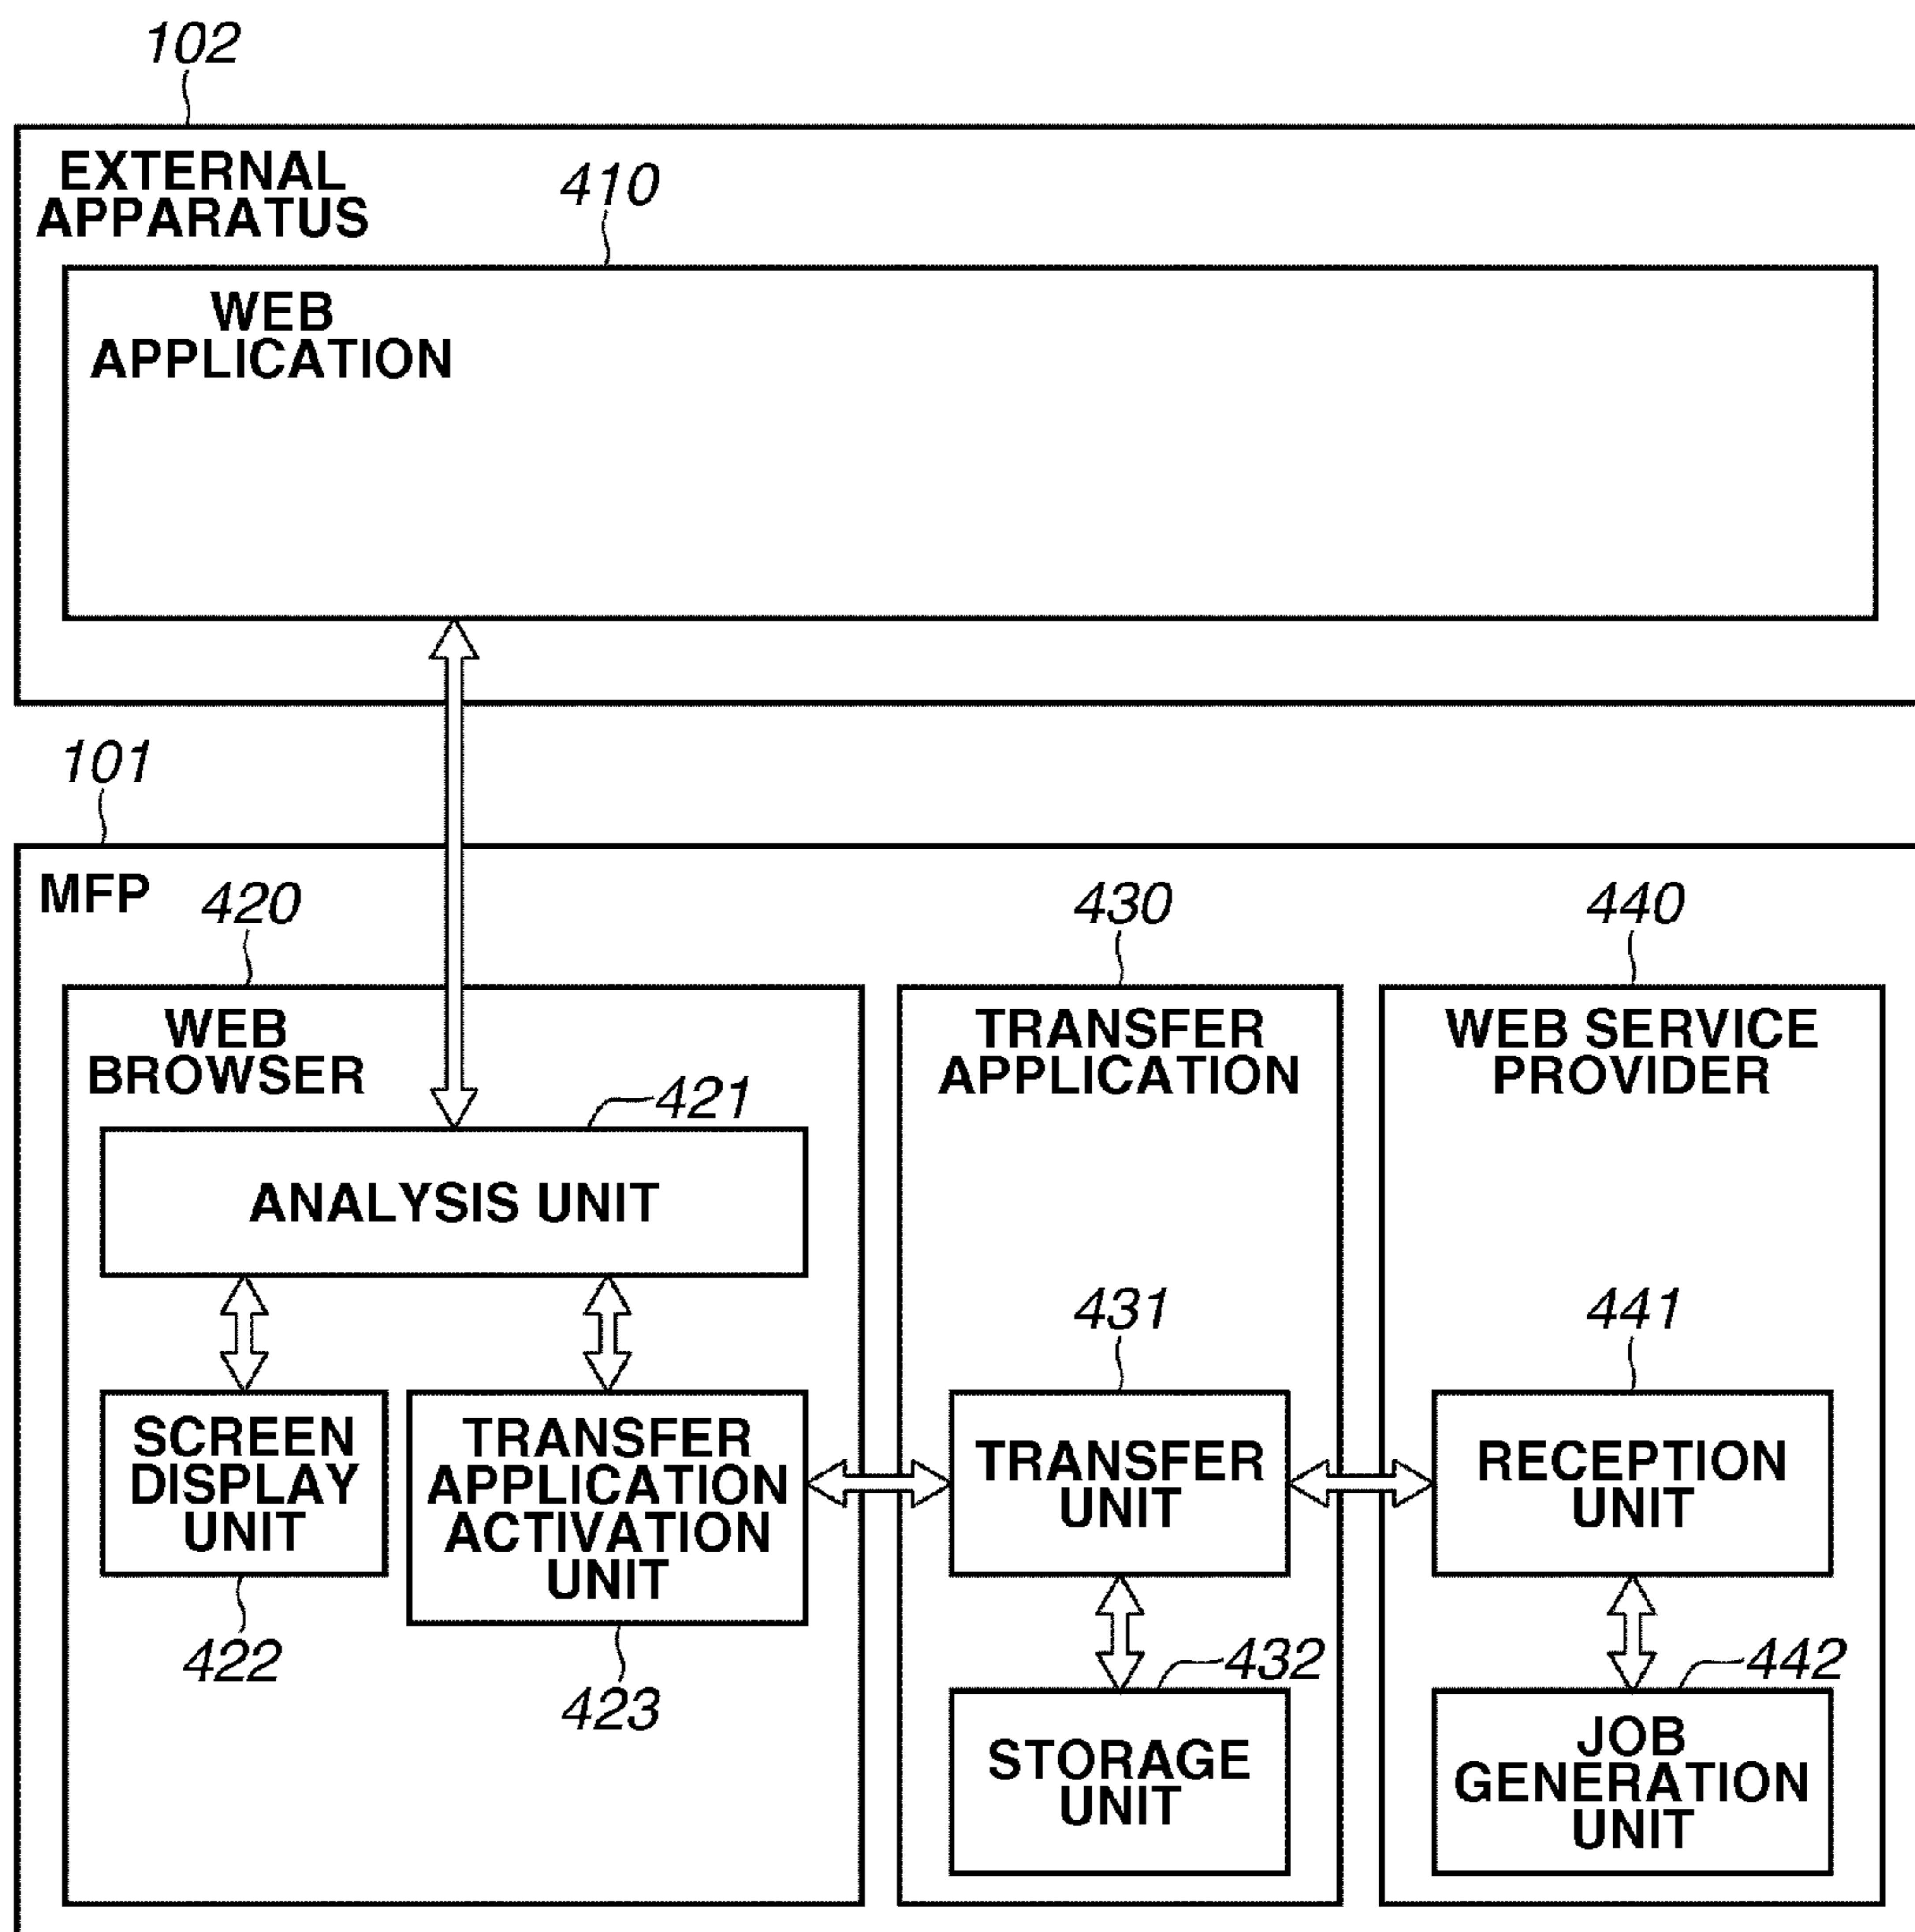 102
EXTERNAL
APPARATUS
410
WEB
APPLICATION
101
MFP
420
430
440
WEB
BROWSER
TRANSFER
APPLICATION
WEB SERVICE
PROVIDER
421
ANALYSIS UNIT
431
441
SCREEN
DISPLAY
UNIT
TRANSFER
APPLICATION
ACTIVATION
UNIT
TRANSFER
UNIT
RECEPTION
UNIT
422
423
432
442
STORAGE
UNIT
JOB
GENERATION
UNIT